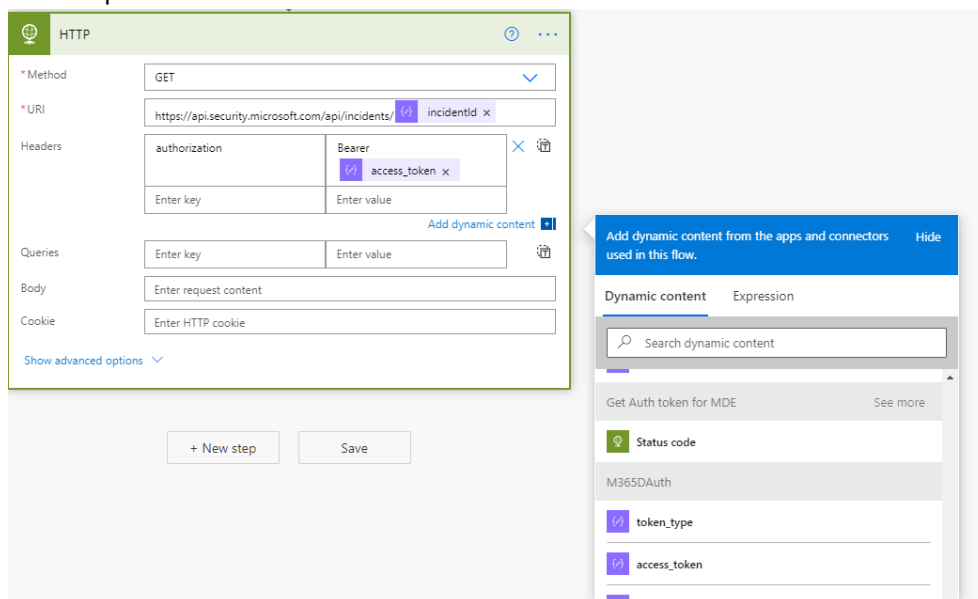 HTTP
* Method
GET
* URI
https://api.security.microsoft.com/api/incidents/ incidentId ×
Headers
authorization
Bearer
access_token ×
Enter key
Enter value
Add dynamic content
Queries
Enter key
Enter value
Body
Enter request content
Cookie
Enter HTTP cookie
Show advanced options
+ New step
Save
Add dynamic content from the apps and connectors
used in this flow.
Hide
Dynamic content
Expression
Search dynamic content
Get Auth token for MDE
See more
Status code
M365DAuth
token_type
access_token